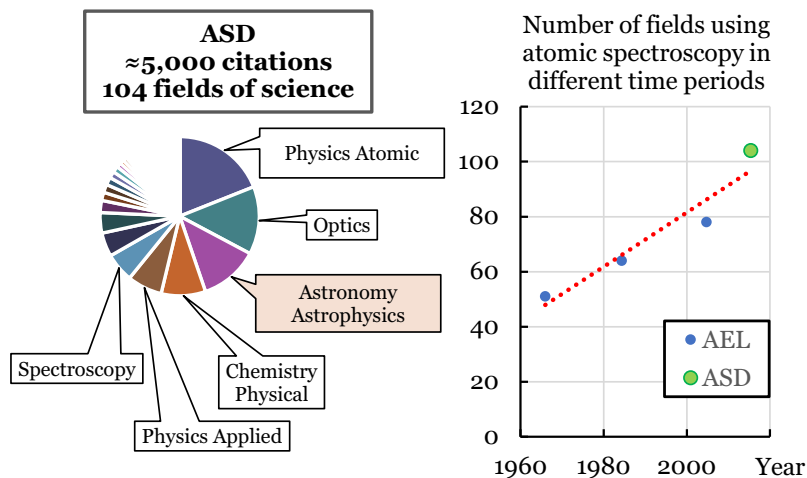 ASD
≈5,000 citations
104 fields of science
Physics Atomic
Optics
Astronomy
Astrophysics
Chemistry
Physical
Physics Applied
Spectroscopy
Number of fields using
atomic spectroscopy in
different time periods
120
100
80
60
40
20
0
1960
1980
2000
Year
AEL
ASD